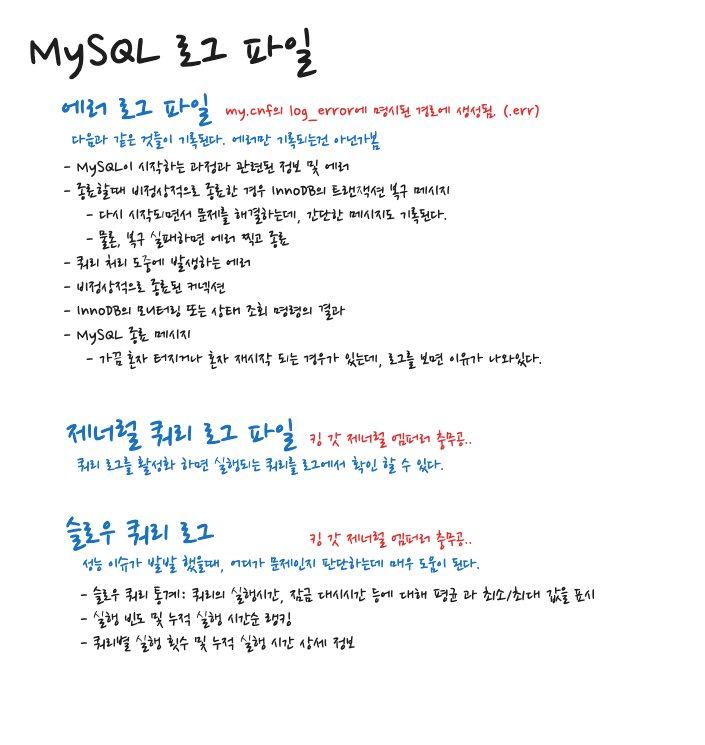 MySQL 로그 파일
에러 로그 파일 my.cnf의 log_error에 명시된 경로에 생성됨. (.err)
다음과 같은 것들이 기록된다. 에러만 기록되는건 아닌가봄
- MySQL이 시작하는 과정과 관련된 정보 및 에러
- 종료할때 비정상적으로 종료한 경우 InnoDB의 트랜잭션 복구 메시지
- 다시 시작되면서 문제를 해결하는데, 간단한 메시지도 기록된다.
- 물론, 복구 실패하면 에러 찍고 종료
- 쿼리 처리 도중에 발생하는 에러
- 비정상적으로 종료된 커넥션
- InnoDB의 모니터링 또는 상태 조회 명령의 결과
- MySQL 종료 메시지
- 가끔 혼자 터지거나 혼자 재시작 되는 경우가 있는데, 로그를 보면 이유가 나와있다.
제너럴 쿼리 로그 파일 킹 갓 제너럴 엠퍼러 충무공..
쿼리 로그를 활성화 하면 실행되는 쿼리를 로그에서 확인 할 수 있다.
슬로우 쿼리 로그 킹 갓 제너럴 엠퍼러 충무공..
성능 이슈가 발발 했을때, 어디가 문제인지 판단하는데 매우 도움이 된다.
- 슬로우 쿼리 통계: 쿼리의 실행시간, 잠금 대시시간 등에 대해 평균 과 최소/최대 값을 표시
- 실행 빈도 및 누적 실행 시간순 랭킹
- 쿼리별 실행 횟수 및 누적 실행 시간 상세 정보